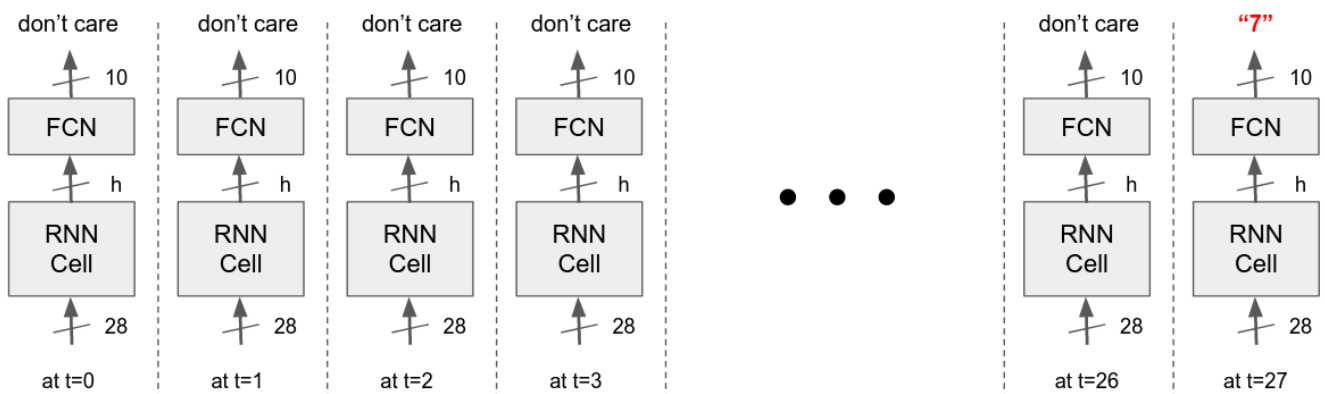 don't care don't care don't care don't care don't care “7”
10 10 10 10 10 10
FCN FCN FCN FCN FCN FCN
h h h h h h
RNN RNN RNN RNN RNN RNN
Cell Cell Cell Cell Cell Cell
28 28 28 28 28 28
at t=0 at t=1 at t=2 at t=3 at t=26 at t=27